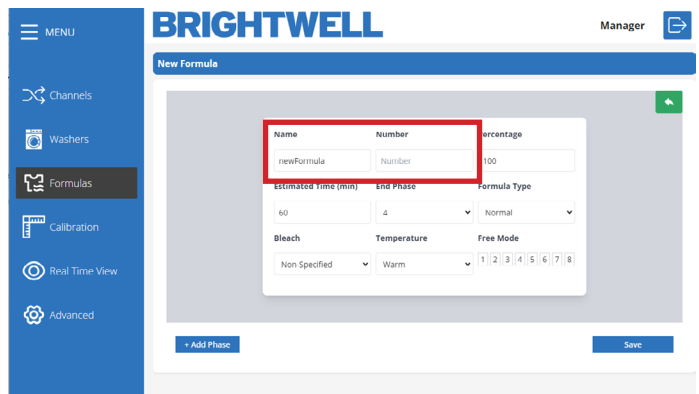 MENU
BRIGHTWELL
Manager
New Formula
Channels
Washers
Formulas
Calibration
Real Time View
Advanced
Name Number Percentage
newFormula Number 100
Estimated Time (min) End Phase Formula Type
60 4 Normal
Bleach Temperature Free Mode
Non Specified Warm 1 2 3 4 5 6 7 8
+ Add Phase Save